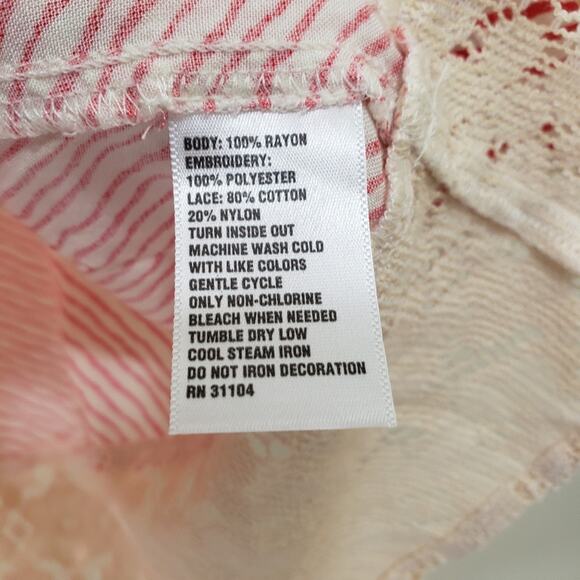 BODY: 100% RAYON
EMBROIDERY:
100% POLYESTER
LACE: 80% COTTON
20% NYLON
TURN INSIDE OUT
MACHINE WASH COLD
WITH LIKE COLORS
GENTLE CYCLE
ONLY NON-CHLORINE
BLEACH WHEN NEEDED
TUMBLE DRY LOW
COOL STEAM IRON
DO NOT IRON DECORATION
RN 31104